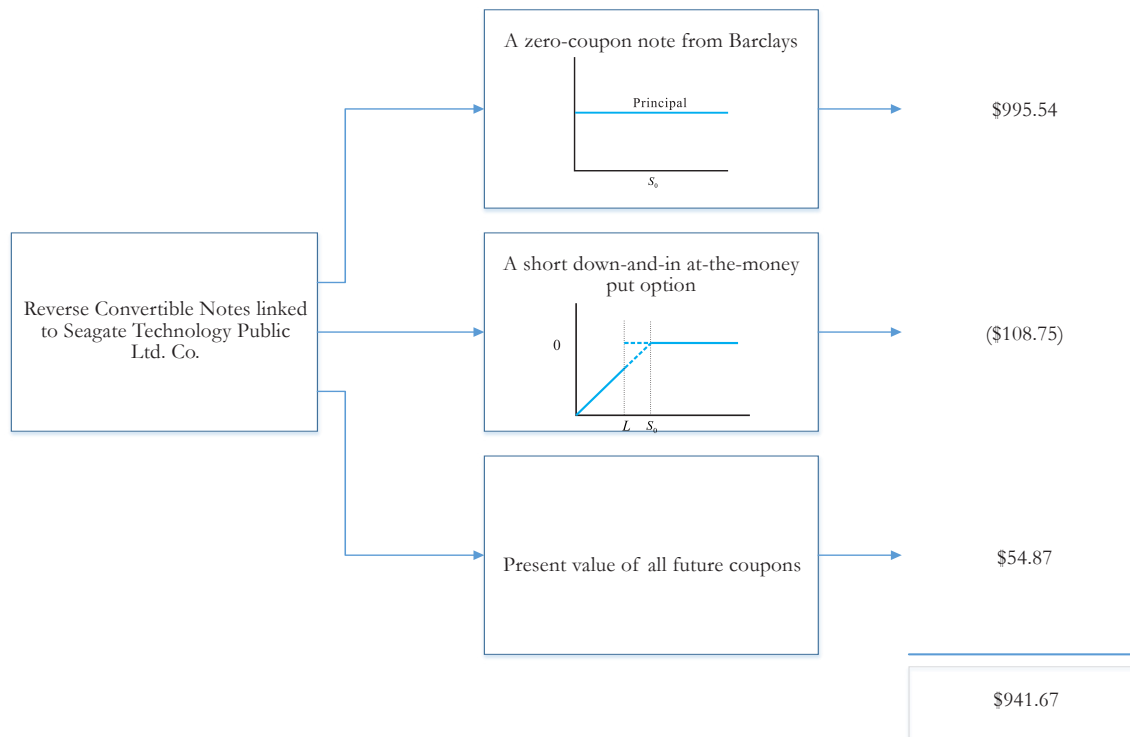 A zero-coupon note from Barclays
Principal
S₀
$995.54
Reverse Convertible Notes linked
to Seagate Technology Public
Ltd. Co.
A short down-and-in at-the-money
put option
0
L S₀
($108.75)
Present value of all future coupons
$54.87
$941.67